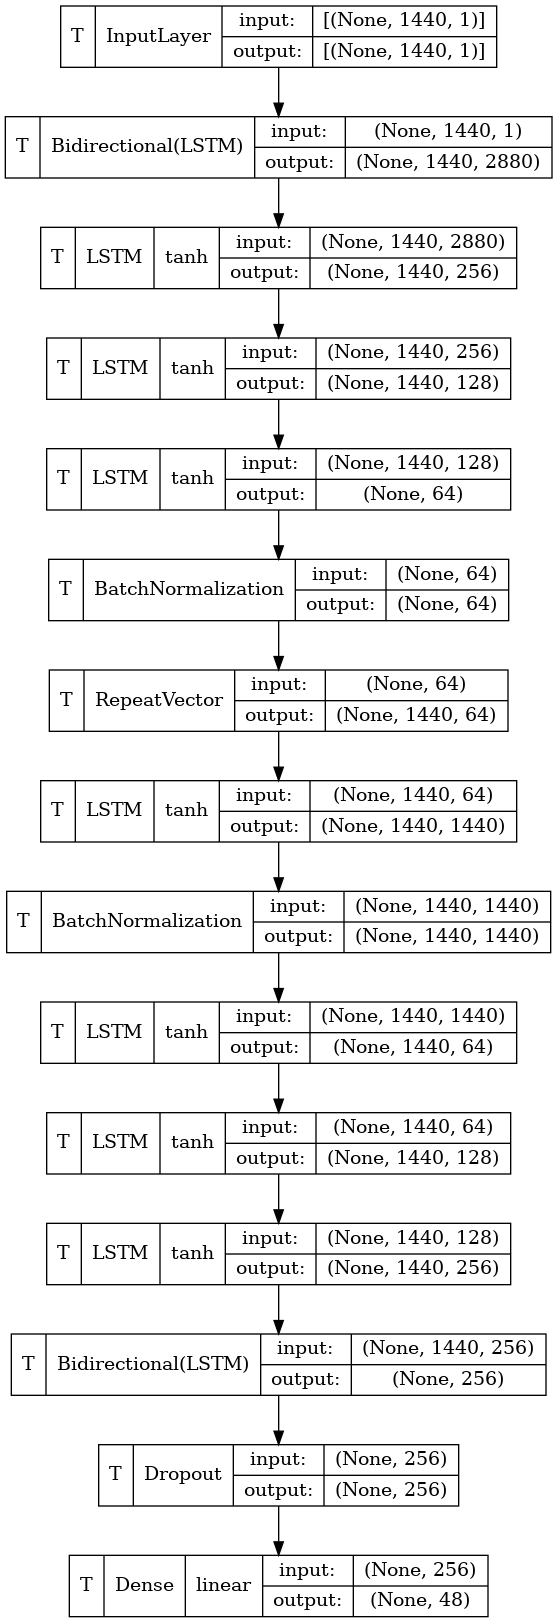 T InputLayer input: [(None, 1440, 1)]
output: [(None, 1440, 1)]
T Bidirectional(LSTM) input: (None, 1440, 1)
output: (None, 1440, 2880)
T LSTM tanh input: (None, 1440, 2880)
output: (None, 1440, 256)
T LSTM tanh input: (None, 1440, 256)
output: (None, 1440, 128)
T LSTM tanh input: (None, 1440, 128)
output: (None, 64)
T BatchNormalization input: (None, 64)
output: (None, 64)
T RepeatVector input: (None, 64)
output: (None, 1440, 64)
T LSTM tanh input: (None, 1440, 64)
output: (None, 1440, 1440)
T BatchNormalization input: (None, 1440, 1440)
output: (None, 1440, 1440)
T LSTM tanh input: (None, 1440, 1440)
output: (None, 1440, 64)
T LSTM tanh input: (None, 1440, 64)
output: (None, 1440, 128)
T LSTM tanh input: (None, 1440, 128)
output: (None, 1440, 256)
T Bidirectional(LSTM) input: (None, 1440, 256)
output: (None, 256)
T Dropout input: (None, 256)
output: (None, 256)
T Dense linear input: (None, 256)
output: (None, 48)